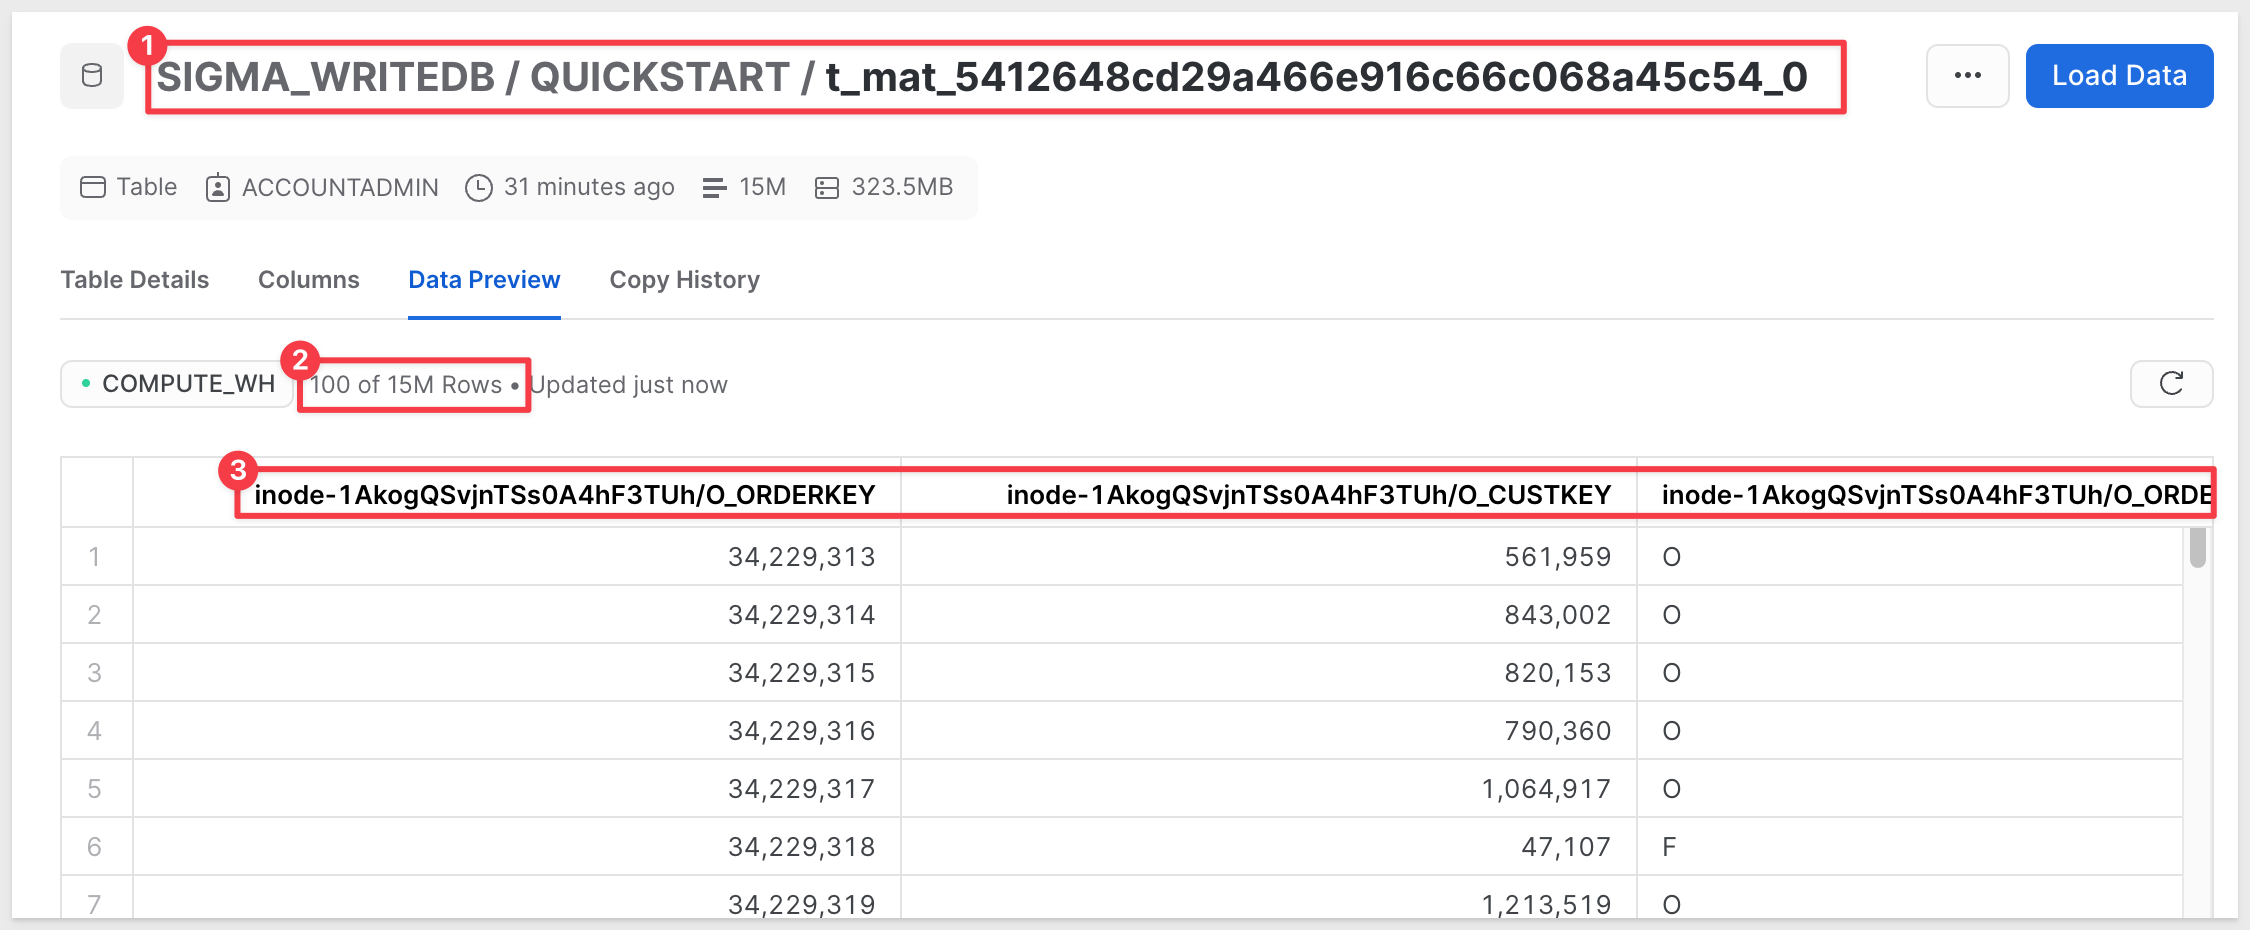 1
SIGMA_WRITEDB / QUICKSTART / t_mat_5412648cd29a466e916c66c068a45c54_0
... Load Data
Table ACCOUNTADMIN 31 minutes ago 15M 323.5MB
Table Details Columns Data Preview Copy History
2
COMPUTE_WH 100 of 15M Rows • Updated just now
3
inode-1AkogQSvjnTSs0A4hF3TUh/O_ORDERKEY inode-1AkogQSvjnTSs0A4hF3TUh/O_CUSTKEY inode-1AkogQSvjnTSs0A4hF3TUh/O_ORDE
1 34,229,313 561,959 O
2 34,229,314 843,002 O
3 34,229,315 820,153 O
4 34,229,316 790,360 O
5 34,229,317 1,064,917 O
6 34,229,318 47,107 F
7 34,229,319 1,213,519 O